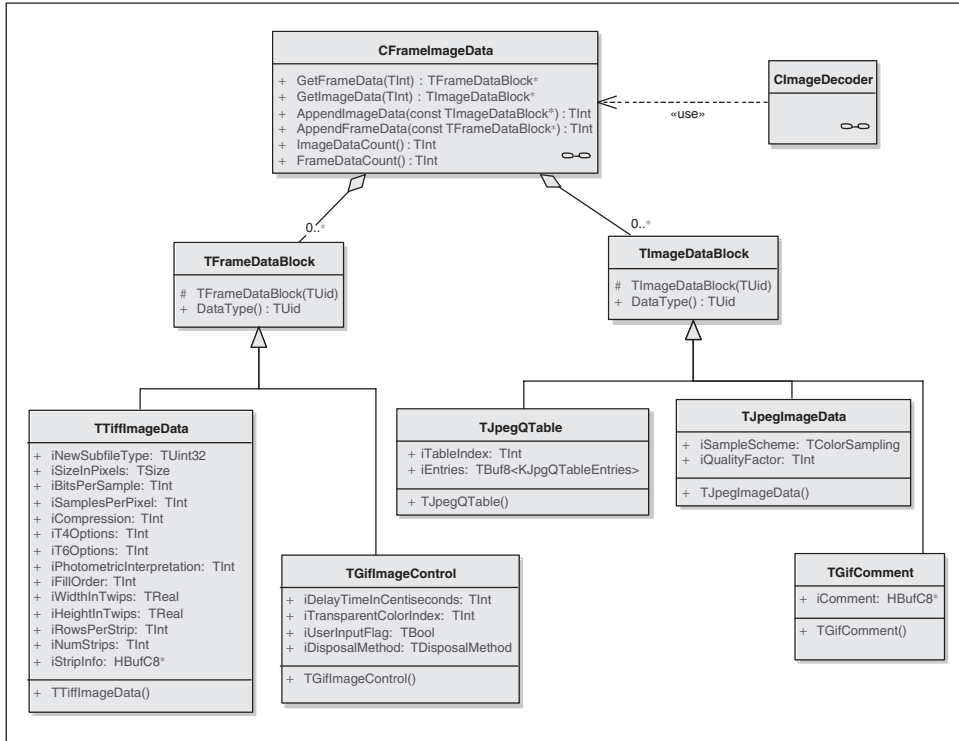 CFrameImageData
+ GetFrameData(TInt) : TFrameDataBlock*
+ GetImageData(TInt) : TImageDataBlock*
+ AppendImageData(const TImageDataBlock*) : TInt
+ AppendFrameData(const TFrameDataBlock*) : TInt
+ ImageDataCount() : TInt
+ FrameDataCount() : TInt
CImageDecoder
«use»
0..*
0..*
TFrameDataBlock
# TFrameDataBlock(TUid)
+ DataType() : TUid
TImageDataBlock
# TImageDataBlock(TUid)
+ DataType() : TUid
TTiffImageData
+ iNewSubfileType: TUint32
+ iSizeInPixels: TSize
+ iBitsPerSample: TInt
+ iSamplesPerPixel: TInt
+ iCompression: TInt
+ iT4Options: TInt
+ iT6Options: TInt
+ iPhotometricInterpretation: TInt
+ iFillOrder: TInt
+ iWidthInTwips: TReal
+ iHeightInTwips: TReal
+ iRowsPerStrip: TInt
+ iNumStrips: TInt
+ iStripInfo: HBufC8*
+ TTiffImageData()
TGifImageControl
+ iDelayTimeInCentiseconds: TInt
+ iTransparentColorIndex: TInt
+ iUserInputFlag: TBool
+ iDisposalMethod: TDisposalMethod
+ TGifImageControl()
TJpegQTable
+ iTableIndex: TInt
+ iEntries: TBuf8<KJpgQTableEntries>
+ TJpegQTable()
TJpegImageData
+ iSampleScheme: TColorSampling
+ iQualityFactor: TInt
+ TJpegImageData()
TGifComment
+ iComment: HBufC8*
+ TGifComment()